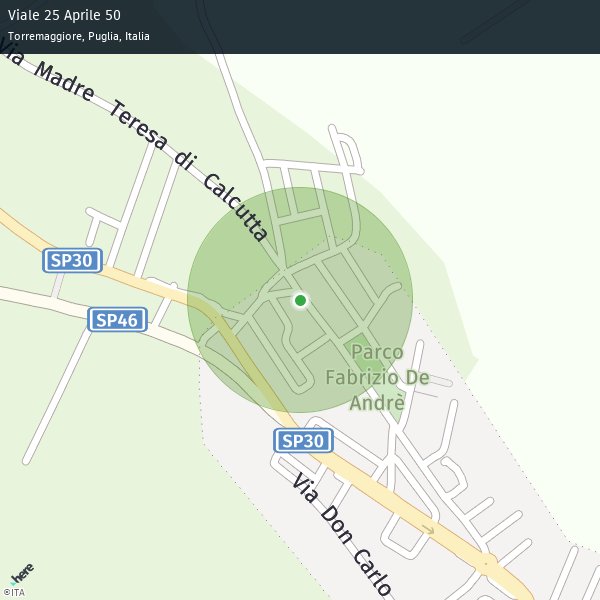 Viale 25 Aprile 50
Torremaggiore, Puglia, Italia
Via Madre Teresa di Calcutta
SP30
SP46
Parco
Fabrizio De
Andrè
SP30
Via Don Carlo
here
©ITA